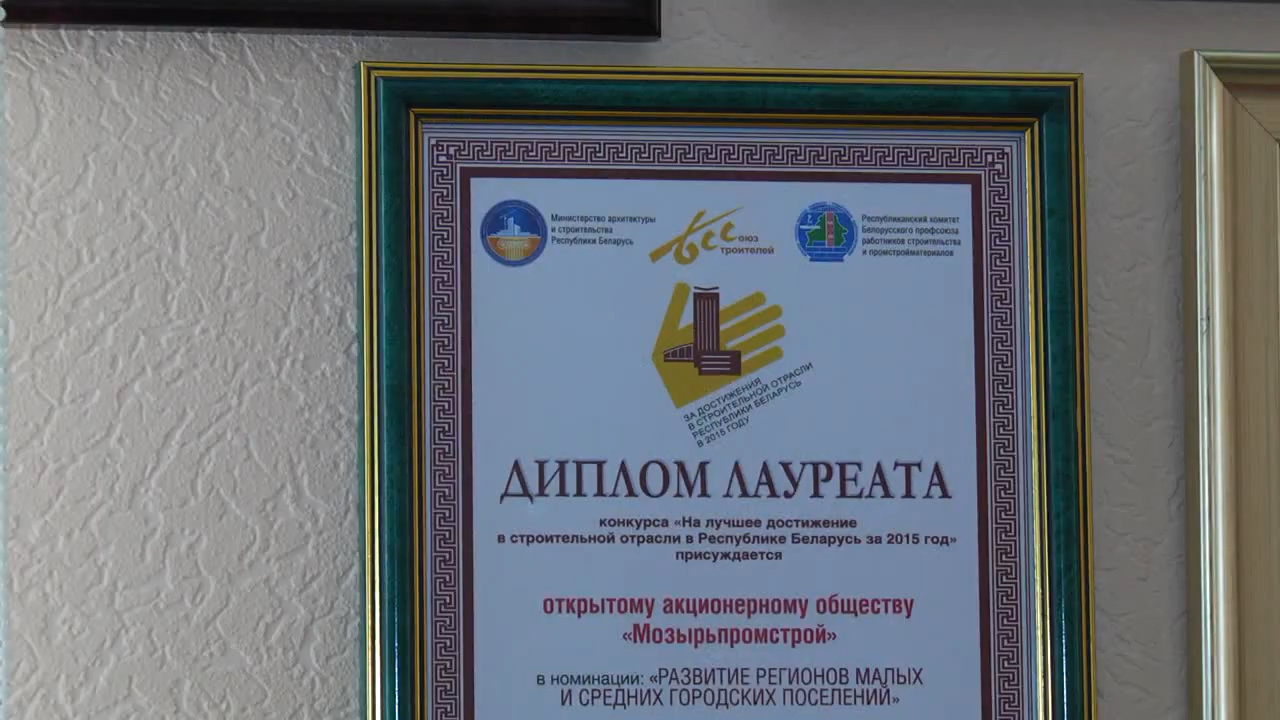 Министерство архитектуры
и строительства
Республики Беларусь
БСС
оюз
троителей
Республиканский комитет
Белорусского профсоюза
работников строительства
и промстройматериалов
ЗА ДОСТИЖЕНИЯ
В СТРОИТЕЛЬНОЙ ОТРАСЛИ
РЕСПУБЛИКИ БЕЛАРУСЬ
В 2015 ГОДУ
ДИПЛОМ ЛАУРЕАТА
конкурса «На лучшее достижение
в строительной отрасли в Республике Беларусь за 2015 год»
присуждается
открытому акционерному обществу
«Мозырьпромстрой»
в номинации: «РАЗВИТИЕ РЕГИОНОВ МАЛЫХ
И СРЕДНИХ ГОРОДСКИХ ПОСЕЛЕНИЙ»